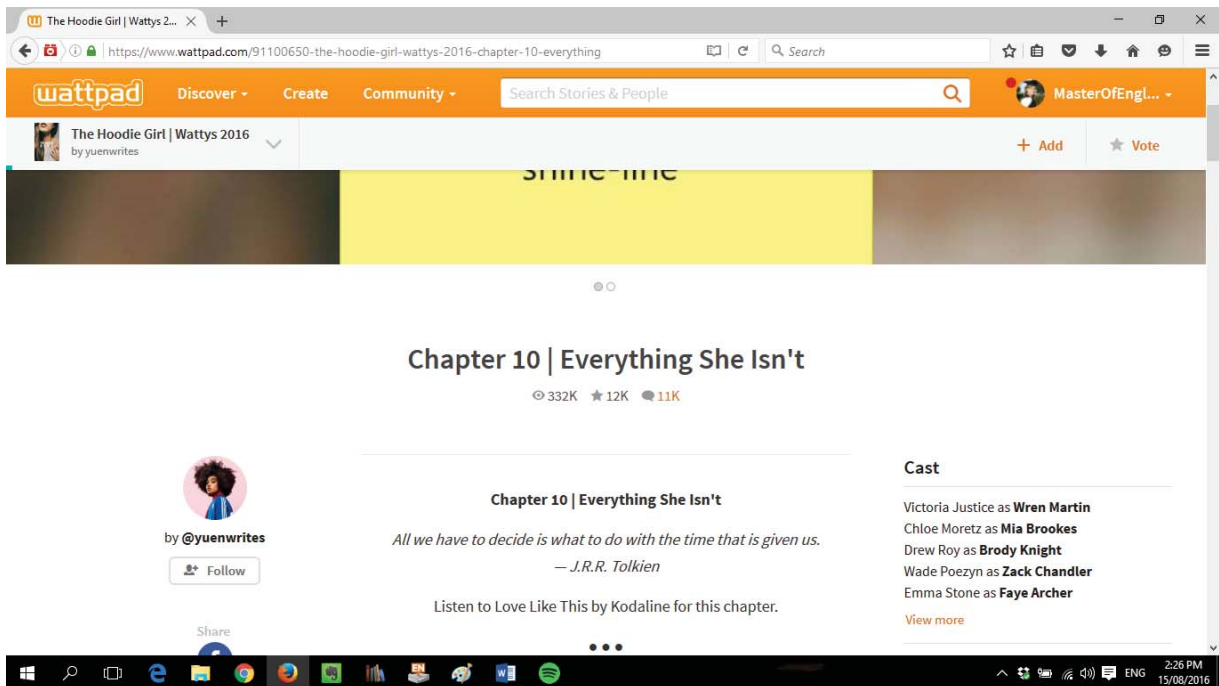 The Hoodie Girl | Wattys 2...
https://www.wattpad.com/91100650-the-hoodie-girl-wattys-2016-chapter-10-everything
Search
wattpad
Discover
Create
Community
Search Stories & People
MasterOfEngl...
The Hoodie Girl | Wattys 2016
by yuenwrites
+ Add
Vote
shine-line
Chapter 10 | Everything She Isn't
332K 12K 11K
Chapter 10 | Everything She Isn't
All we have to decide is what to do with the time that is given us.
— J.R.R. Tolkien
Listen to Love Like This by Kodaline for this chapter.
•••
by @yuenwrites
Follow
Share
Cast
Victoria Justice as Wren Martin
Chloe Moretz as Mia Brookes
Drew Roy as Brody Knight
Wade Poezyn as Zack Chandler
Emma Stone as Faye Archer
View more
EN
ENG
2:26 PM
15/08/2016